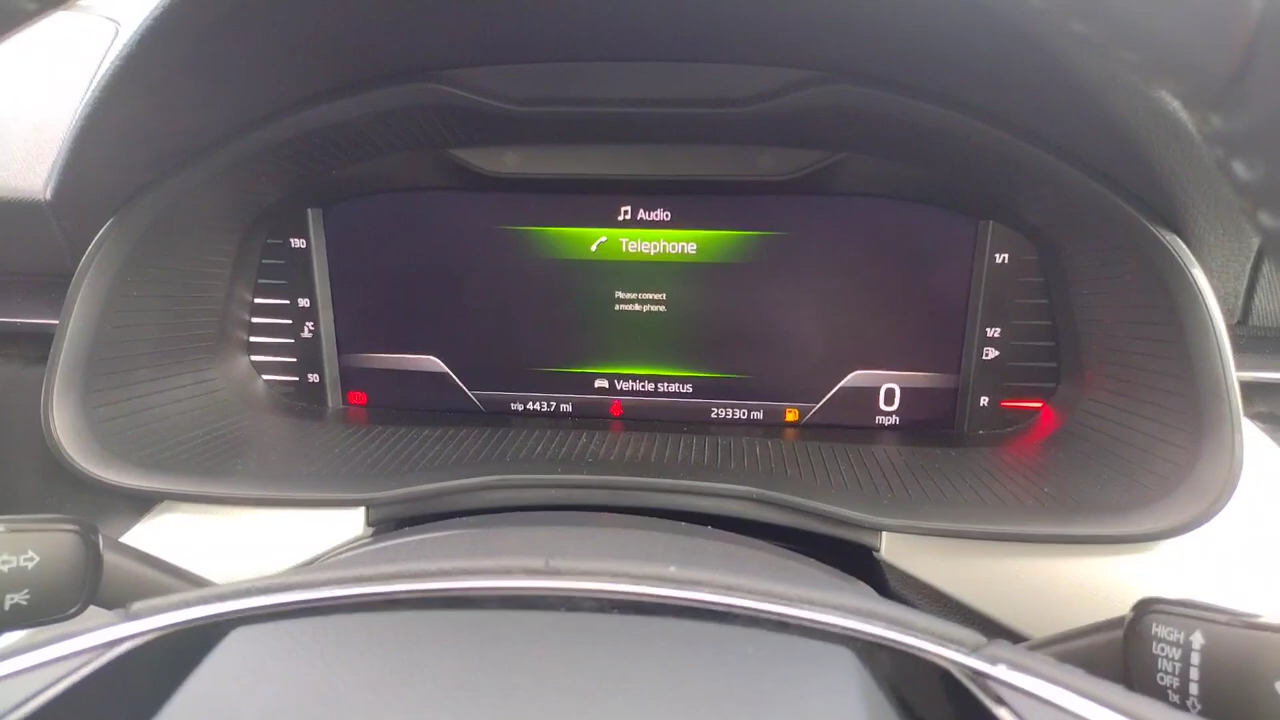 Audio
Telephone
Please connect
a mobile phone.
Vehicle status
trip 443.7 mi
29330 mi
0
mph
130
90
°C
50
1/1
1/2
R
HIGH
LOW
INT
OFF
1x